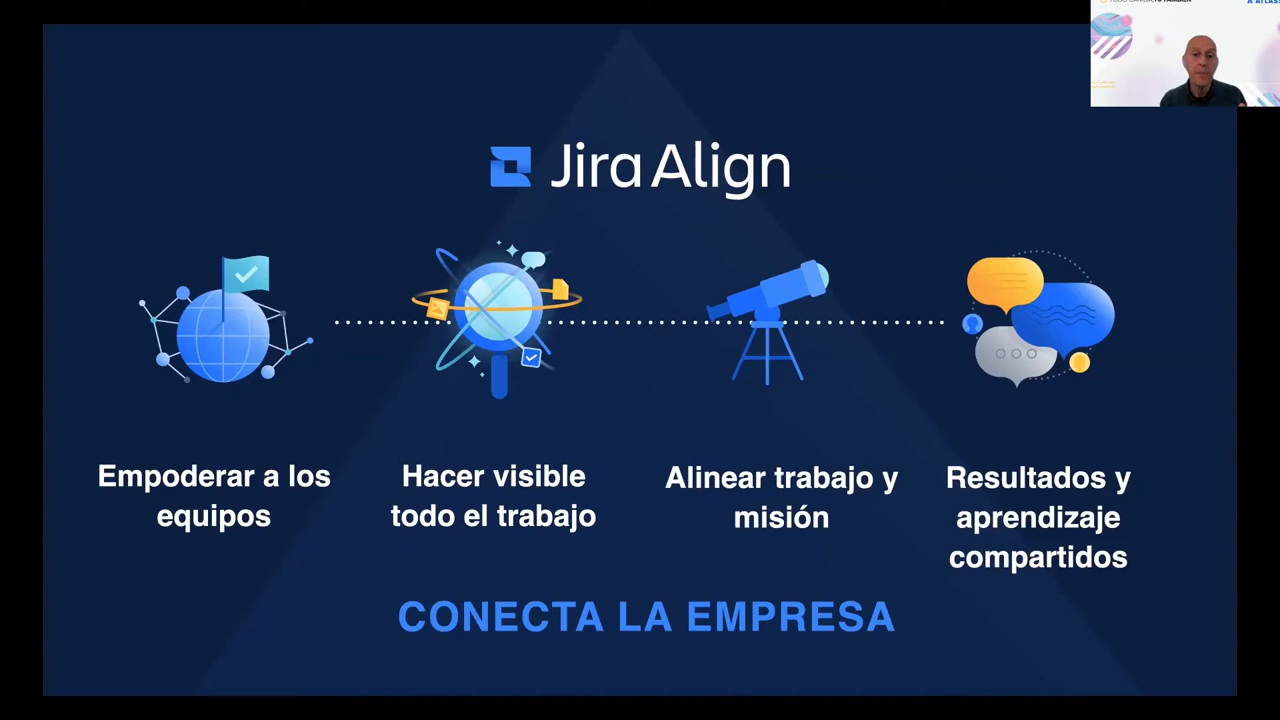 Jira Align
Empoderar a los
equipos
Hacer visible
todo el trabajo
Alinear trabajo y
misión
Resultados y
aprendizaje
compartidos
CONECTA LA EMPRESA